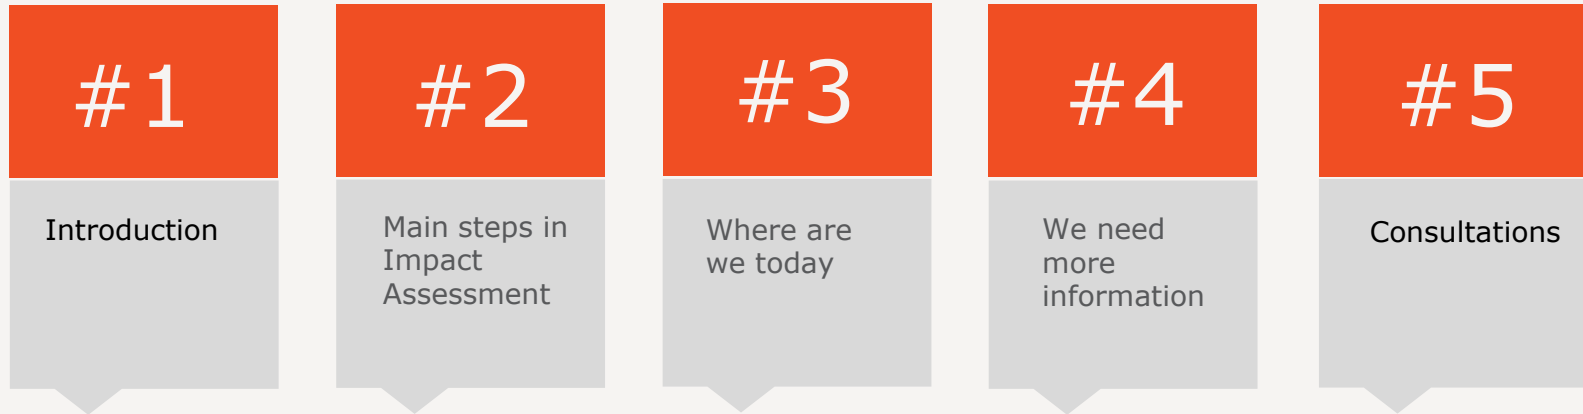 #1
Introduction
#2
Main steps in
Impact
Assessment
#3
Where are
we today
#4
We need
more
information
#5
Consultations